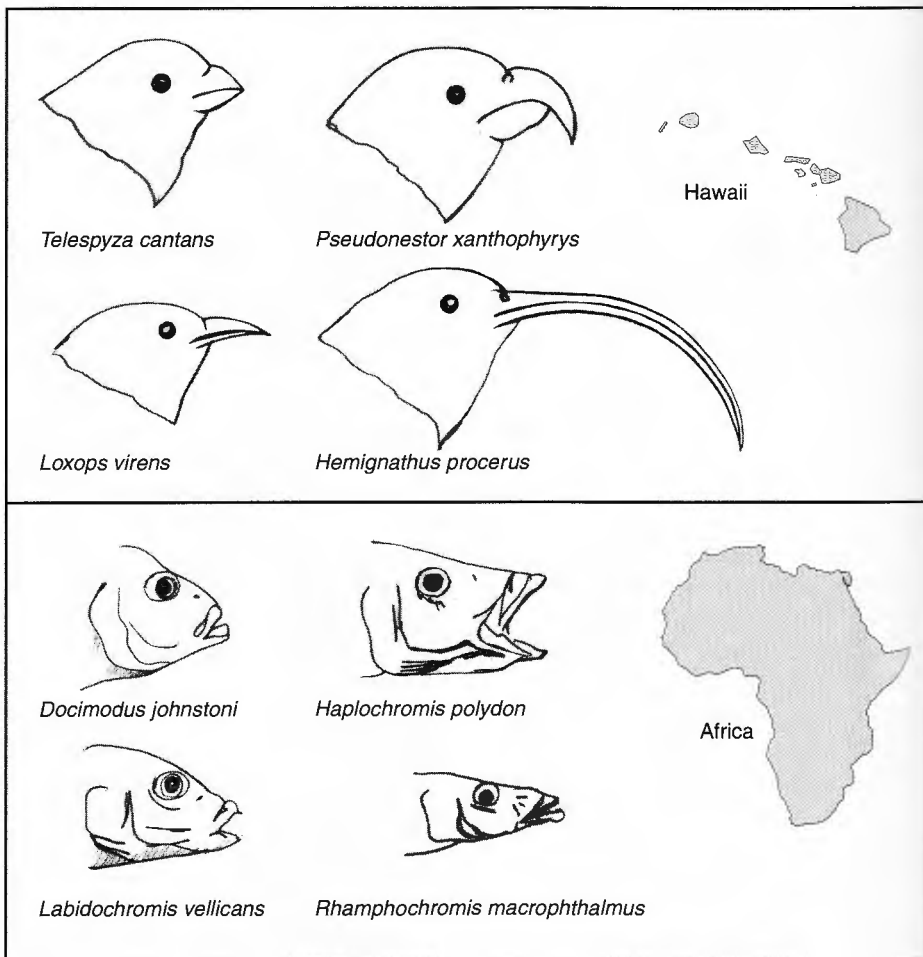 Hawaii
Telespyza cantans
Pseudonestor xanthophyrys
Loxops virens
Hemignathus procerus
Docimodus johnstoni
Haplochromis polydon
Africa
Labidochromis vellicans
Rhamphochromis macrophthalmus